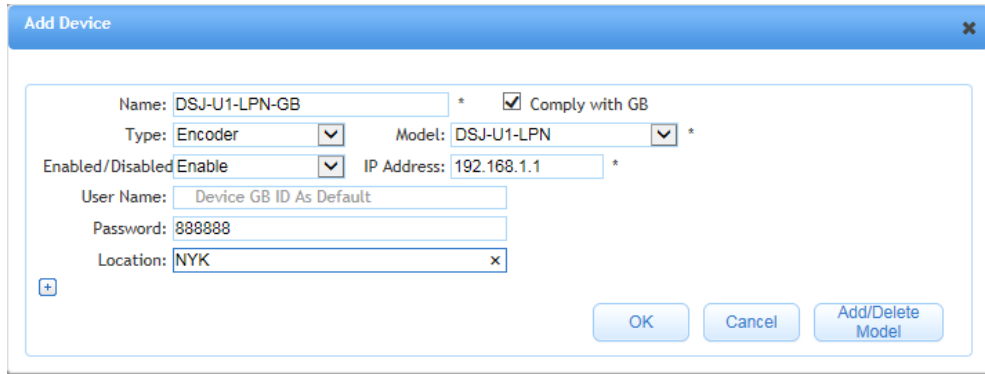 Add Device
Name: DSJ-U1-LPN-GB * Comply with GB
Type: Encoder Model: DSJ-U1-LPN *
Enabled/Disabled Enable IP Address: 192.168.1.1 *
User Name: Device GB ID As Default
Password: 888888
Location: NYK
OK Cancel Add/Delete
Model